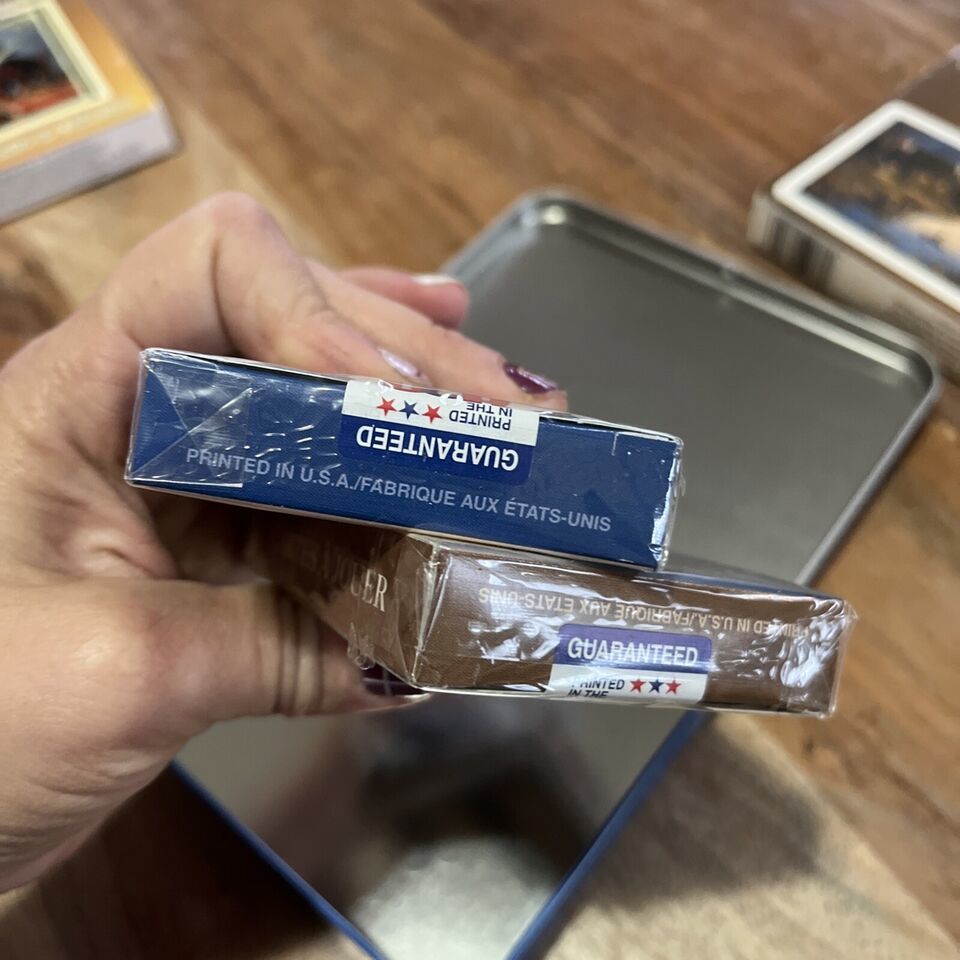 PRINTED
IN THE
GUARANTEED
PRINTED IN U.S.A./FABRIQUE AUX ÉTATS-UNIS
JOUER
PRINTED IN U.S.A./FABRIQUE AUX ÉTATS-UNIS
GUARANTEED
PRINTED
IN THE